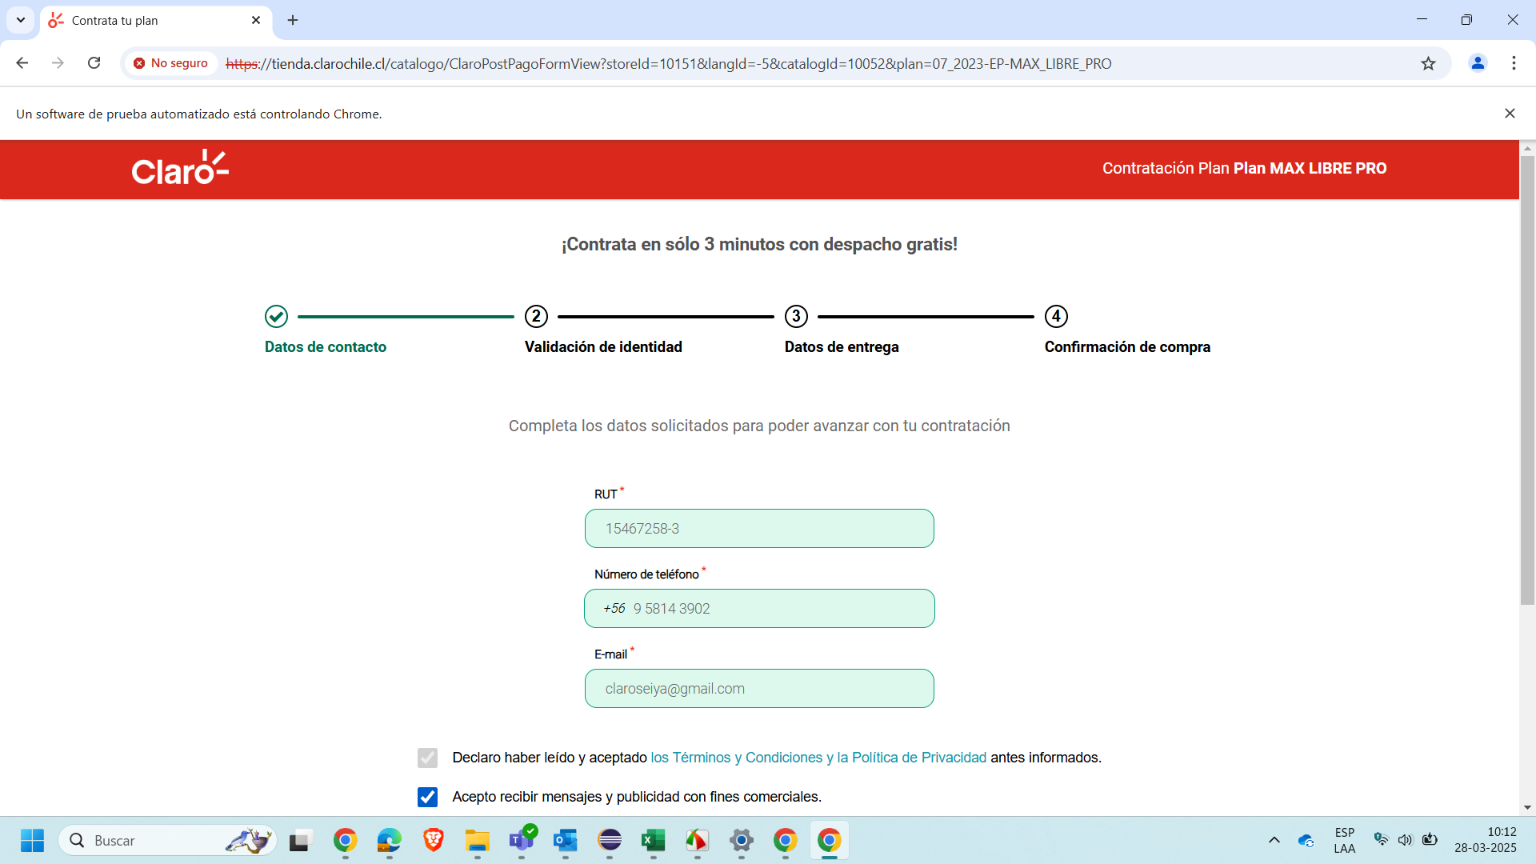 Contrata tu plan
No seguro
https://tienda.clarochile.cl/catalogo/ClaroPostPagoFormView?storeId=10151&langId=-5&catalogId=10052&plan=07_2023-EP-MAX_LIBRE_PRO
Un software de prueba automatizado está controlando Chrome.
Claro
Contratación Plan Plan MAX LIBRE PRO
¡Contrata en sólo 3 minutos con despacho gratis!
2
3
4
Datos de contacto
Validación de identidad
Datos de entrega
Confirmación de compra
Completa los datos solicitados para poder avanzar con tu contratación
RUT *
15467258-3
Número de teléfono *
+56 9 5814 3902
E-mail *
claroseiya@gmail.com
Declaro haber leído y aceptado los Términos y Condiciones y la Política de Privacidad antes informados.
Acepto recibir mensajes y publicidad con fines comerciales.
Buscar
ESP
LAA
10:12
28-03-2025